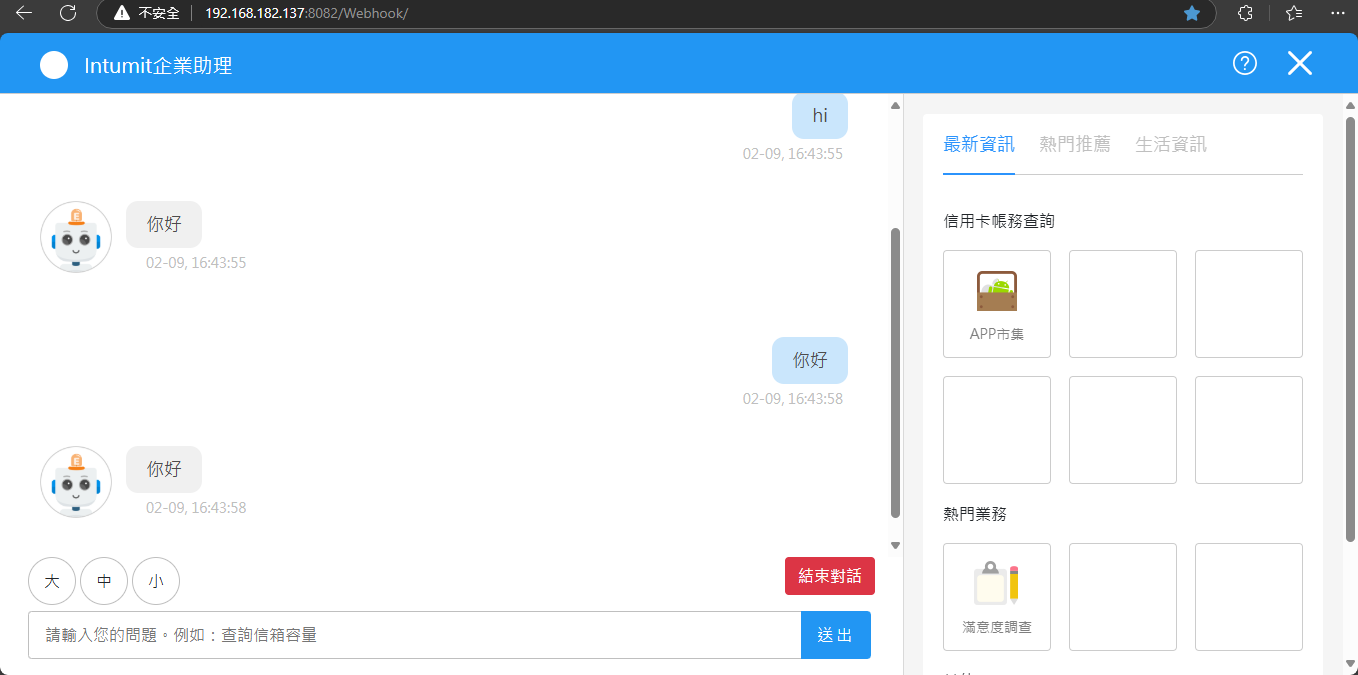 不安全 192.168.182.137:8082/Webhook/
Intumit企業助理
hi
02-09, 16:43:55
你好
02-09, 16:43:55
你好
02-09, 16:43:58
你好
02-09, 16:43:58
大 中 小
結束對話
請輸入您的問題。例如：查詢信箱容量
送出
最新資訊 熱門推薦 生活資訊
信用卡帳務查詢
APP市集
熱門業務
滿意度調查